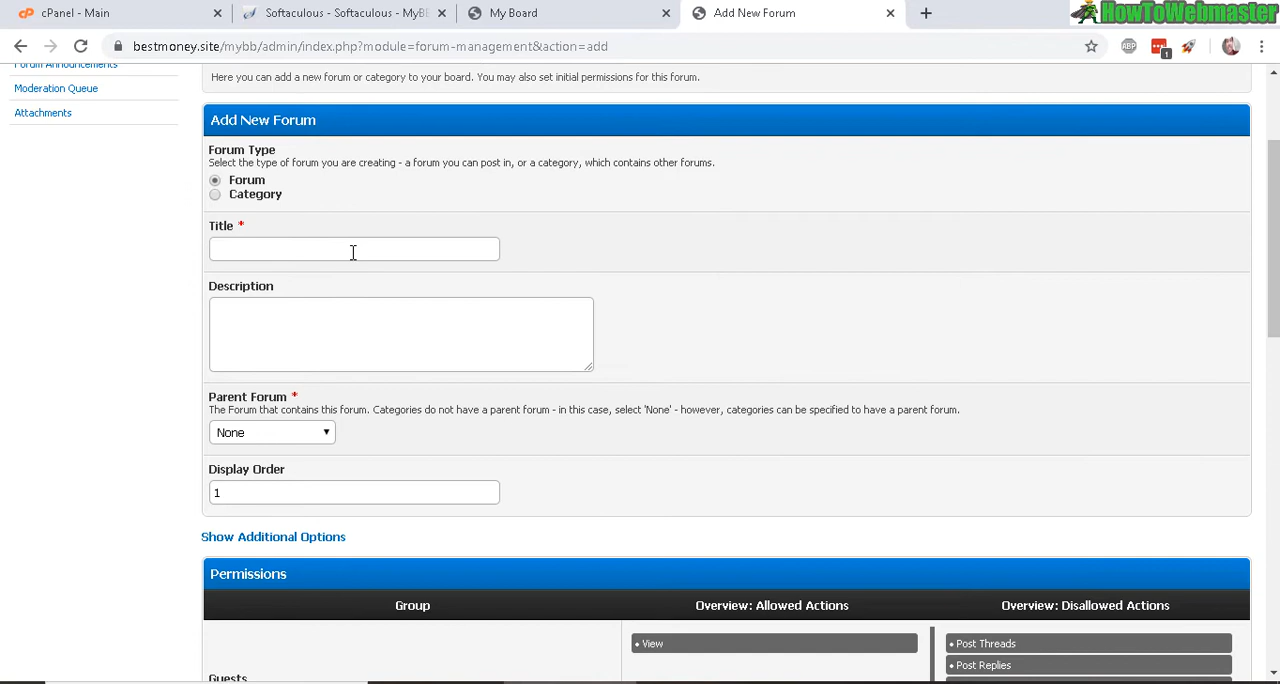 cPanel - Main
Softaculous - Softaculous - MyBB
My Board
Add New Forum
HowToWebmaster
bestmoney.site/mybb/admin/index.php?module=forum-management&action=add
ABP
1
Forum Announcements
Moderation Queue
Attachments
Here you can add a new forum or category to your board. You may also set initial permissions for this forum.
Add New Forum
Forum Type
Select the type of forum you are creating - a forum you can post in, or a category, which contains other forums.
Forum
Category
Title *
Description
Parent Forum *
The Forum that contains this forum. Categories do not have a parent forum - in this case, select 'None' - however, categories can be specified to have a parent forum.
None
Display Order
1
Show Additional Options
Permissions
Group
Overview: Allowed Actions
Overview: Disallowed Actions
• View
• Post Threads
• Post Replies
Guests